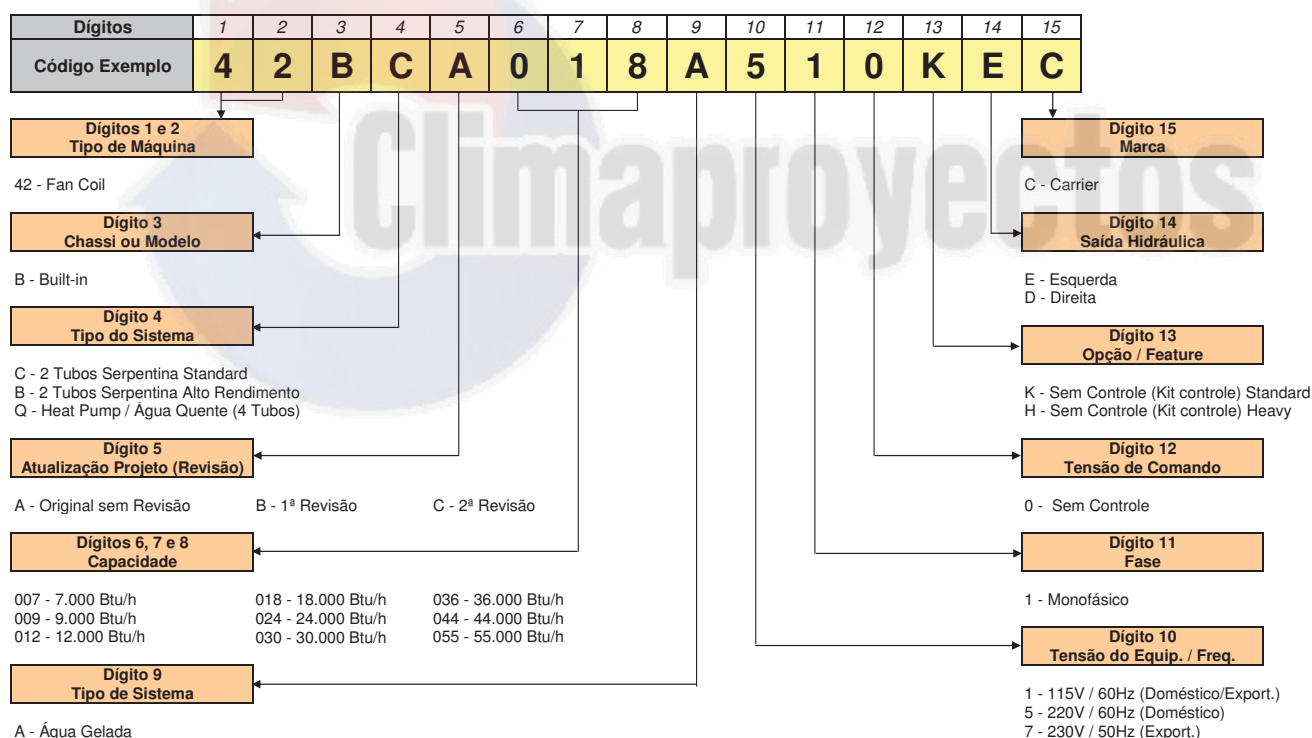 Dígitos 1 2 3 4 5 6 7 8 9 10 11 12 13 14 15
Código Exemplo 4 2 B C A 0 1 8 A 5 1 0 K E C
Climaproyectos
Dígitos 1 e 2
Tipo de Máquina
42 - Fan Coil
Dígito 3
Chassi ou Modelo
B - Built-in
Dígito 4
Tipo do Sistema
C - 2 Tubos Serpentina Standard
B - 2 Tubos Serpentina Alto Rendimento
Q - Heat Pump / Água Quente (4 Tubos)
Dígito 5
Atualização Projeto (Revisão)
A - Original sem Revisão B - 1ª Revisão C - 2ª Revisão
Dígitos 6, 7 e 8
Capacidade
007 - 7.000 Btu/h 018 - 18.000 Btu/h 036 - 36.000 Btu/h
009 - 9.000 Btu/h 024 - 24.000 Btu/h 044 - 44.000 Btu/h
012 - 12.000 Btu/h 030 - 30.000 Btu/h 055 - 55.000 Btu/h
Dígito 9
Tipo de Sistema
A - Água Gelada
Dígito 15
Marca
C - Carrier
Dígito 14
Saída Hidráulica
E - Esquerda
D - Direita
Dígito 13
Opção / Feature
K - Sem Controle (Kit controle) Standard
H - Sem Controle (Kit controle) Heavy
Dígito 12
Tensão de Comando
0 - Sem Controle
Dígito 11
Fase
1 - Monofásico
Dígito 10
Tensão do Equip. / Freq.
1 - 115V / 60Hz (Doméstico/Export.)
5 - 220V / 60Hz (Doméstico)
7 - 230V / 50Hz (Export.)